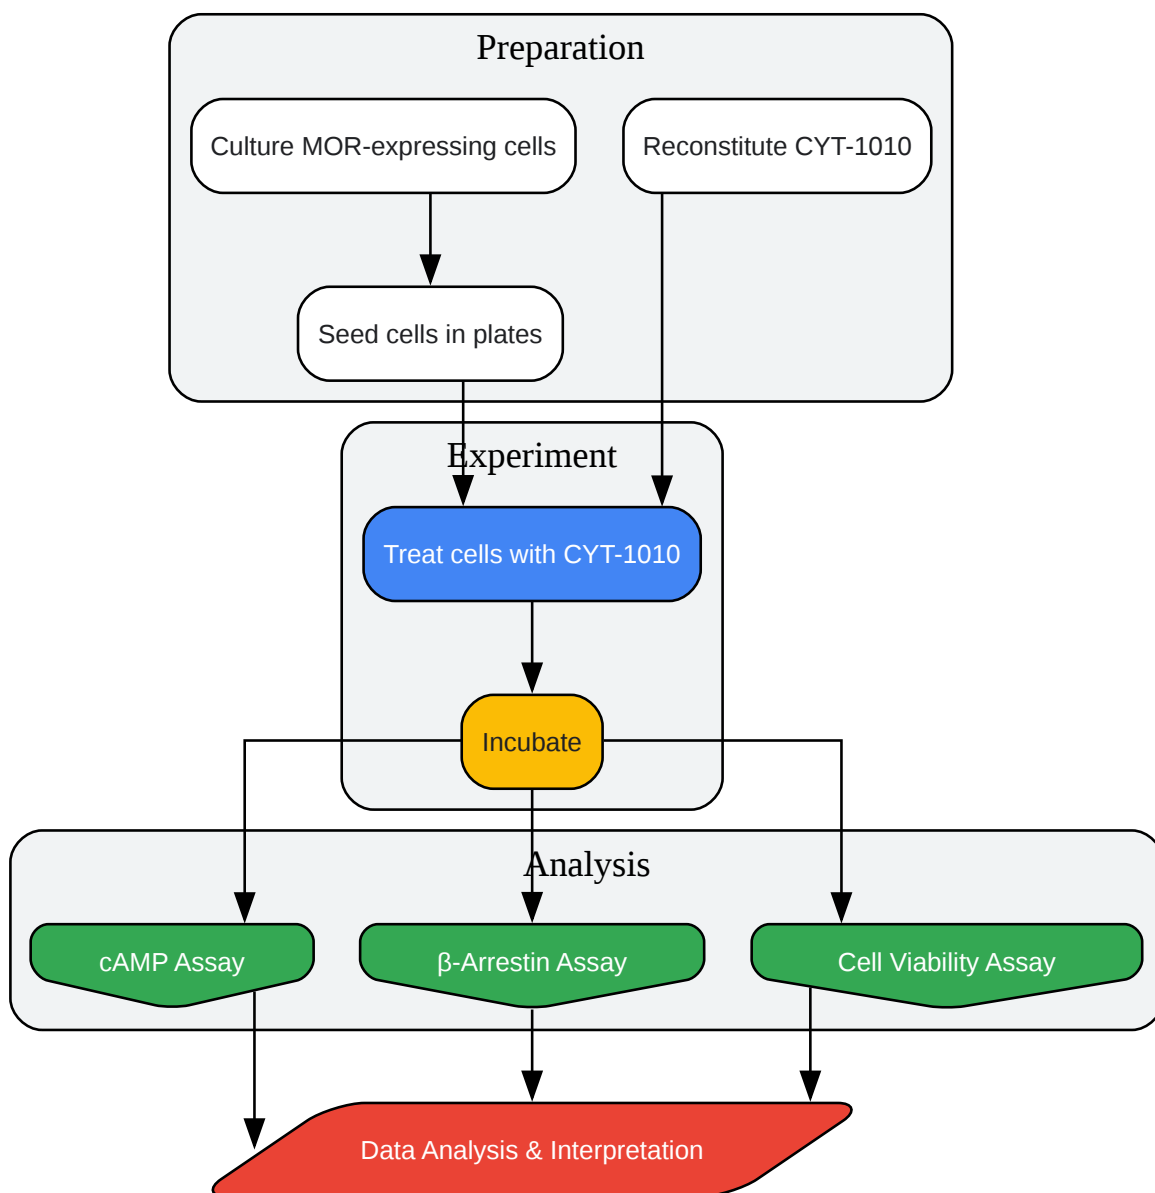 Preparation
Culture MOR-expressing cells
Reconstitute CYT-1010
Seed cells in plates
Experiment
Treat cells with CYT-1010
Incubate
Analysis
cAMP Assay
β-Arrestin Assay
Cell Viability Assay
Data Analysis & Interpretation